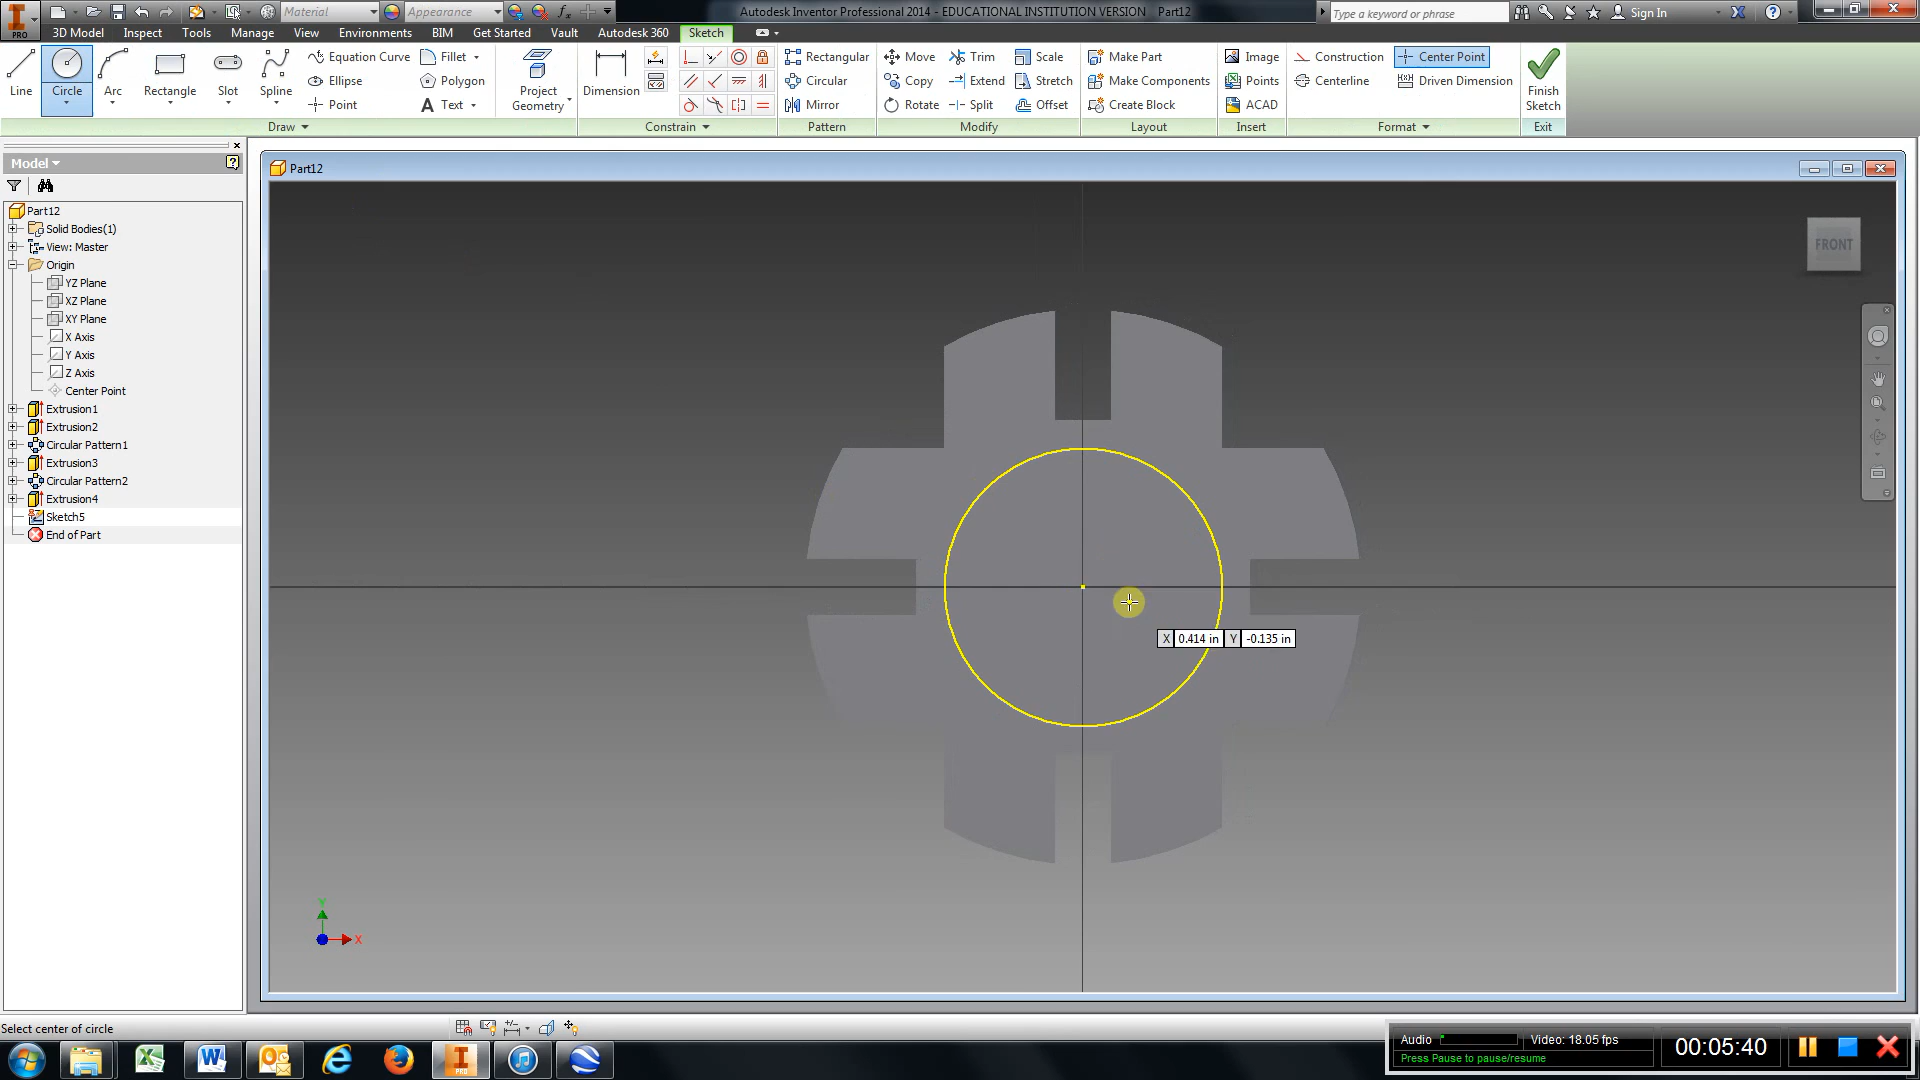 Material
Appearance
Autodesk Inventor Professional 2014 - EDUCATIONAL INSTITUTION VERSION Part12
Type a keyword or phrase
Sign In
PRO
3D Model Inspect Tools Manage View Environments BIM Get Started Vault Autodesk 360 Sketch
Line
Circle
Arc
Rectangle
Slot
Spline
Equation Curve
Ellipse
Point
Fillet
Polygon
Text
Draw
Project
Geometry
Dimension
Constrain
Rectangular
Circular
Mirror
Pattern
Move
Copy
Rotate
Trim
Extend
Split
Scale
Stretch
Offset
Modify
Make Part
Make Components
Create Block
Layout
Image
Points
ACAD
Insert
Construction
Centerline
Center Point
Driven Dimension
Format
Finish
Sketch
Exit
Model
Part12
Solid Bodies(1)
View: Master
Origin
YZ Plane
XZ Plane
XY Plane
X Axis
Y Axis
Z Axis
Center Point
Extrusion1
Extrusion2
Circular Pattern1
Extrusion3
Circular Pattern2
Extrusion4
Sketch5
End of Part
Part12
FRONT
X 0.414 in Y -0.135 in
Y
X
Select center of circle
PRO
Audio
Video: 18.05 fps
Press Pause to pause/resume
00:05:40